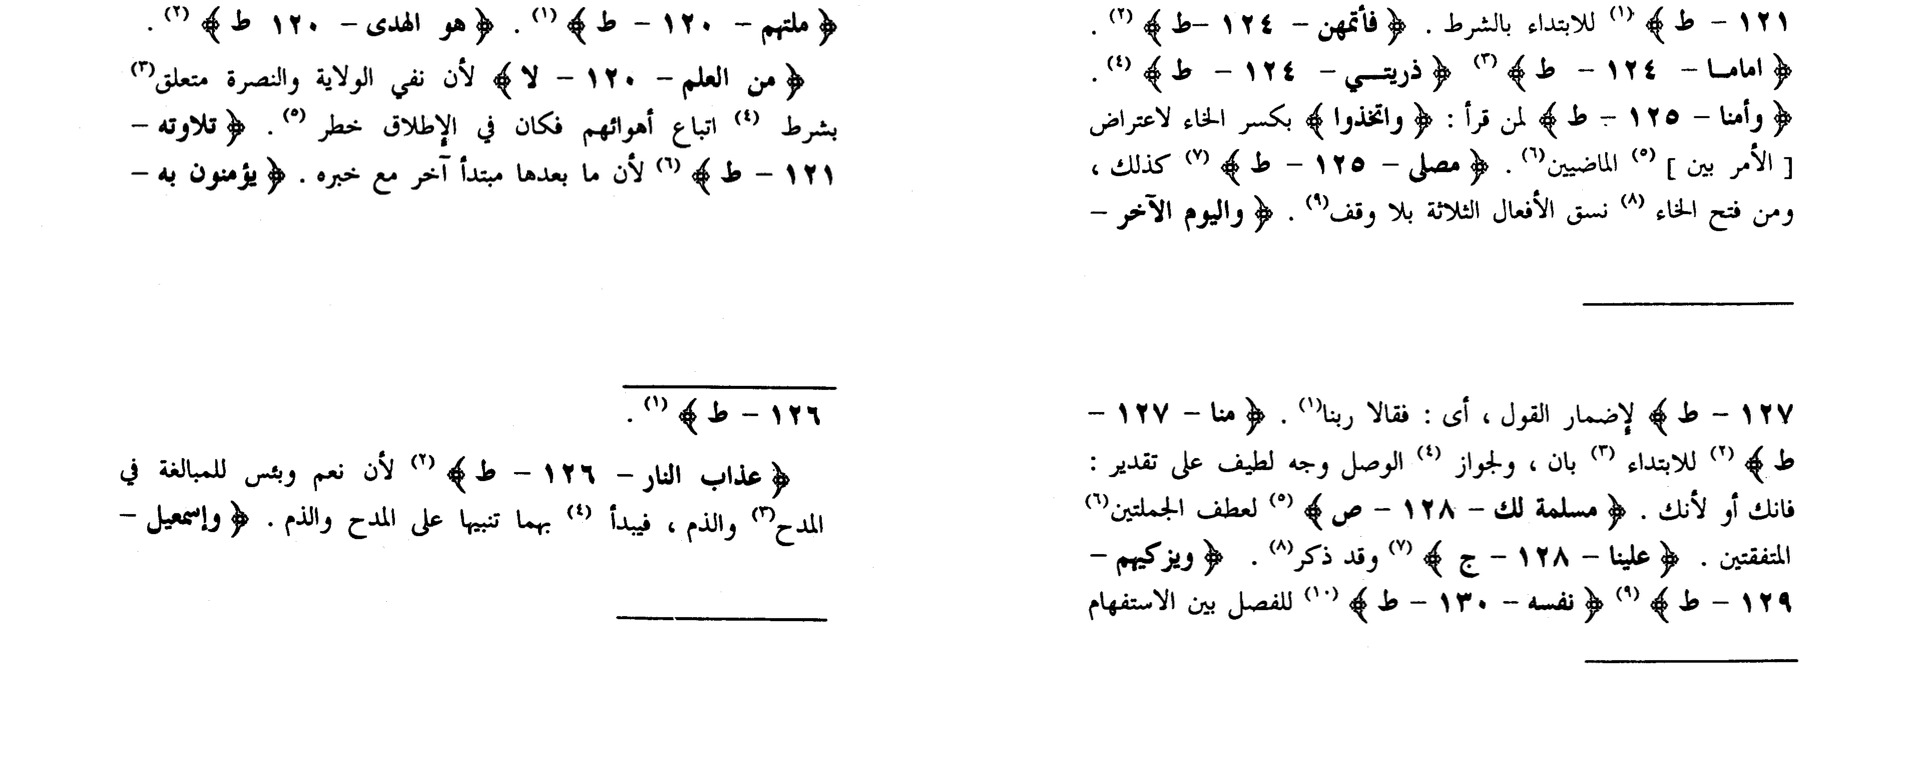 ﴿ ملتهم – ١٢٠ – ط ﴾ (١) . ﴿ هو الهدى – ١٢٠ ط ﴾ (٢) .
﴿ من العلم – ١٢٠ – لا ﴾ لأن نفي الولاية والنصرة متعلق(٣)
بشرط (٤) اتباع أهوائهم فكان في الإطلاق خطر (٥) . ﴿ تلاوته –
١٢١ – ط ﴾ (٦) لأن ما بعدها مبتدأ آخر مع خبره . ﴿ يؤمنون به –
١٢١ – ط ﴾ (١) للابتداء بالشرط . ﴿ فأتمهن – ١٢٤ –ط ﴾ (٢) .
﴿ اماما – ١٢٤ – ط ﴾ (٣) ﴿ ذريتي – ١٢٤ – ط ﴾ (٤) .
﴿ وأمنا – ١٢٥ – ط ﴾ لمن قرأ : ﴿ واتخذوا ﴾ بكسر الخاء لاعتراض
[ الأمر بين ] (٥) الماضيين(٦) . ﴿ مصلى – ١٢٥ – ط ﴾ (٧) كذلك ،
ومن فتح الخاء (٨) نسق الأفعال الثلاثة بلا وقف(٩) . ﴿ واليوم الآخر –
١٢٦ – ط ﴾ (١) .
﴿ عذاب النار – ١٢٦ – ط ﴾ (٢) لأن نعم وبئس للمبالغة في
المدح(٣) والذم ، فيبدأ (٤) بهما تنبيها على المدح والذم . ﴿ وإسمعيل –
١٢٧ – ط ﴾ لإضمار القول ، أى : فقالا ربنا(١) . ﴿ منا – ١٢٧ –
ط ﴾ (٢) للابتداء (٣) بان ، ولجواز (٤) الوصل وجه لطيف على تقدير :
فانك أو لأنك . ﴿ مسلمة لك – ١٢٨ – ص ﴾ (٥) لعطف الجملتين(٦)
المتفقتين . ﴿ علينا – ١٢٨ – ج ﴾ (٧) وقد ذكر(٨) . ﴿ ويزكيهم –
١٢٩ – ط ﴾ (٩) ﴿ نفسه – ١٣٠ – ط ﴾ (١٠) للفصل بين الاستفهام